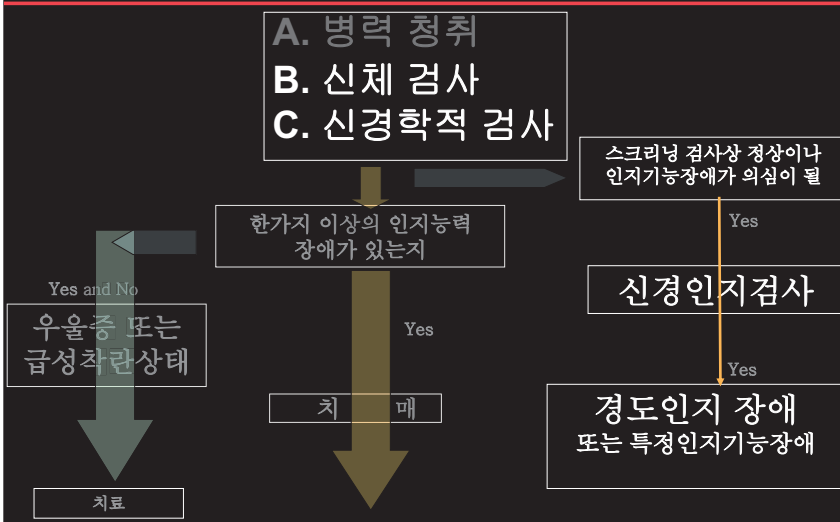 A. 병력 청취
B. 신체 검사
C. 신경학적 검사
스크리닝 검사상 정상이나
인지기능장애가 의심이 될
한가지 이상의 인지능력
장애가 있는지
Yes
신경인지검사
Yes and No
우울증 또는
급성착란상태
Yes
치 매
Yes
경도인지 장애
또는 특정인지기능장애
치료